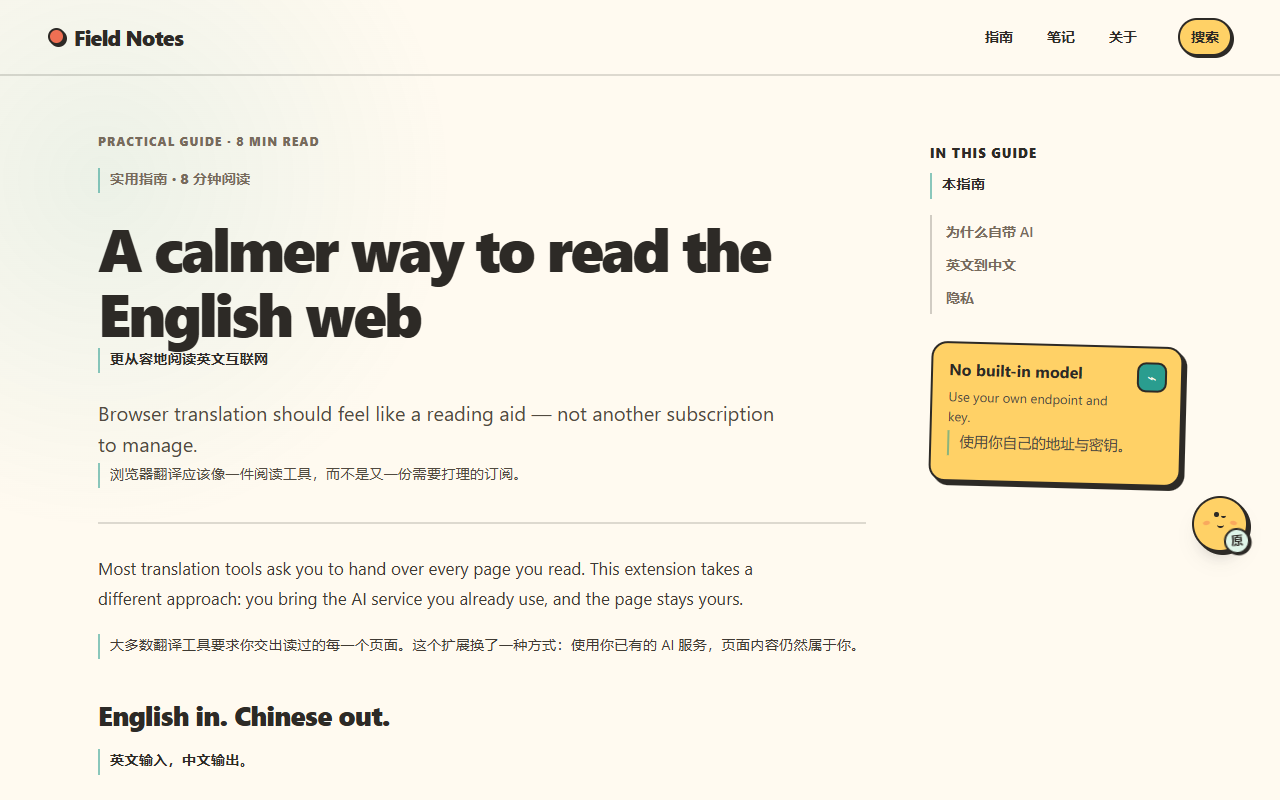 Field Notes
指南
笔记
关于
搜索
PRACTICAL GUIDE · 8 MIN READ
实用指南 · 8 分钟阅读
A calmer way to read the
English web
更从容地阅读英文互联网
Browser translation should feel like a reading aid — not another subscription
to manage.
浏览器翻译应该像一件阅读工具，而不是又一份需要打理的订阅。
Most translation tools ask you to hand over every page you read. This extension takes a
different approach: you bring the AI service you already use, and the page stays yours.
大多数翻译工具要求你交出读过的每一个页面。这个扩展换了一种方式：使用你已有的 AI 服务，页面内容仍然属于你。
English in. Chinese out.
英文输入，中文输出。
IN THIS GUIDE
本指南
为什么自带 AI
英文到中文
隐私
No built-in model
Use your own endpoint and
key.
使用你自己的地址与密钥。
原